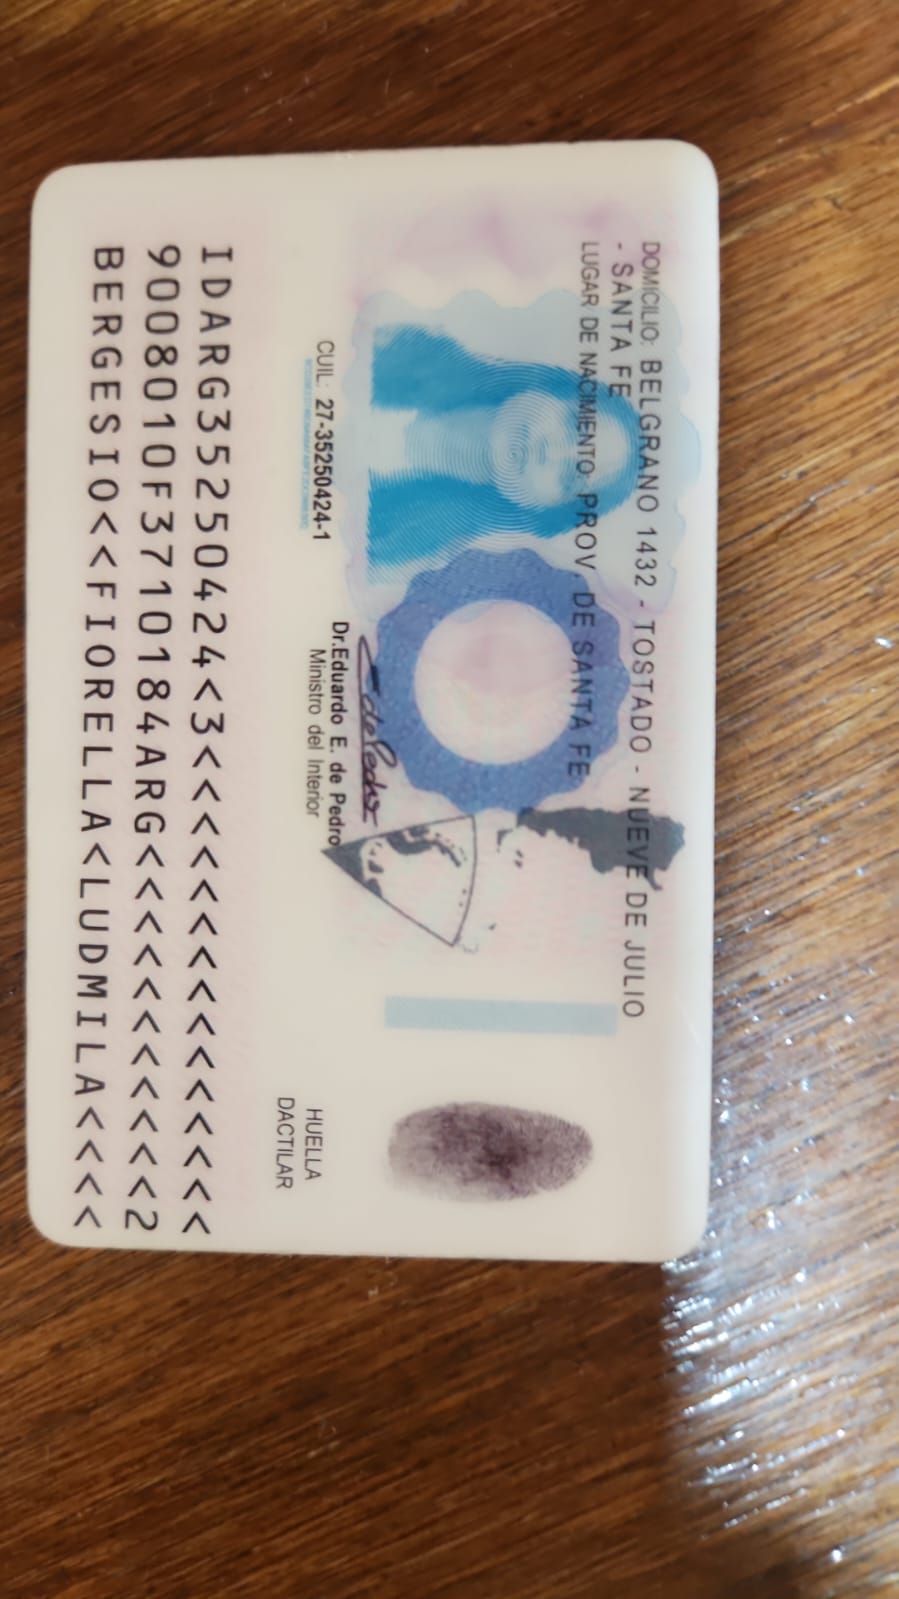 DOMICILIO: BELGRANO 1432 - TOSTADO - NUEVE DE JULIO
- SANTA FE
LUGAR DE NACIMIENTO: PROV. DE SANTA FE
CUIL: 27-35250424-1
Dr.Eduardo E. de Pedro
Ministro del Interior
HUELLA
DACTILAR
IDARG35250424<3<<<<<<<<<<<<<<<
9008010F3710184ARG<<<<<<<<<<<2
BERGESIO<<FIORELLA<LUDMILA<<<<